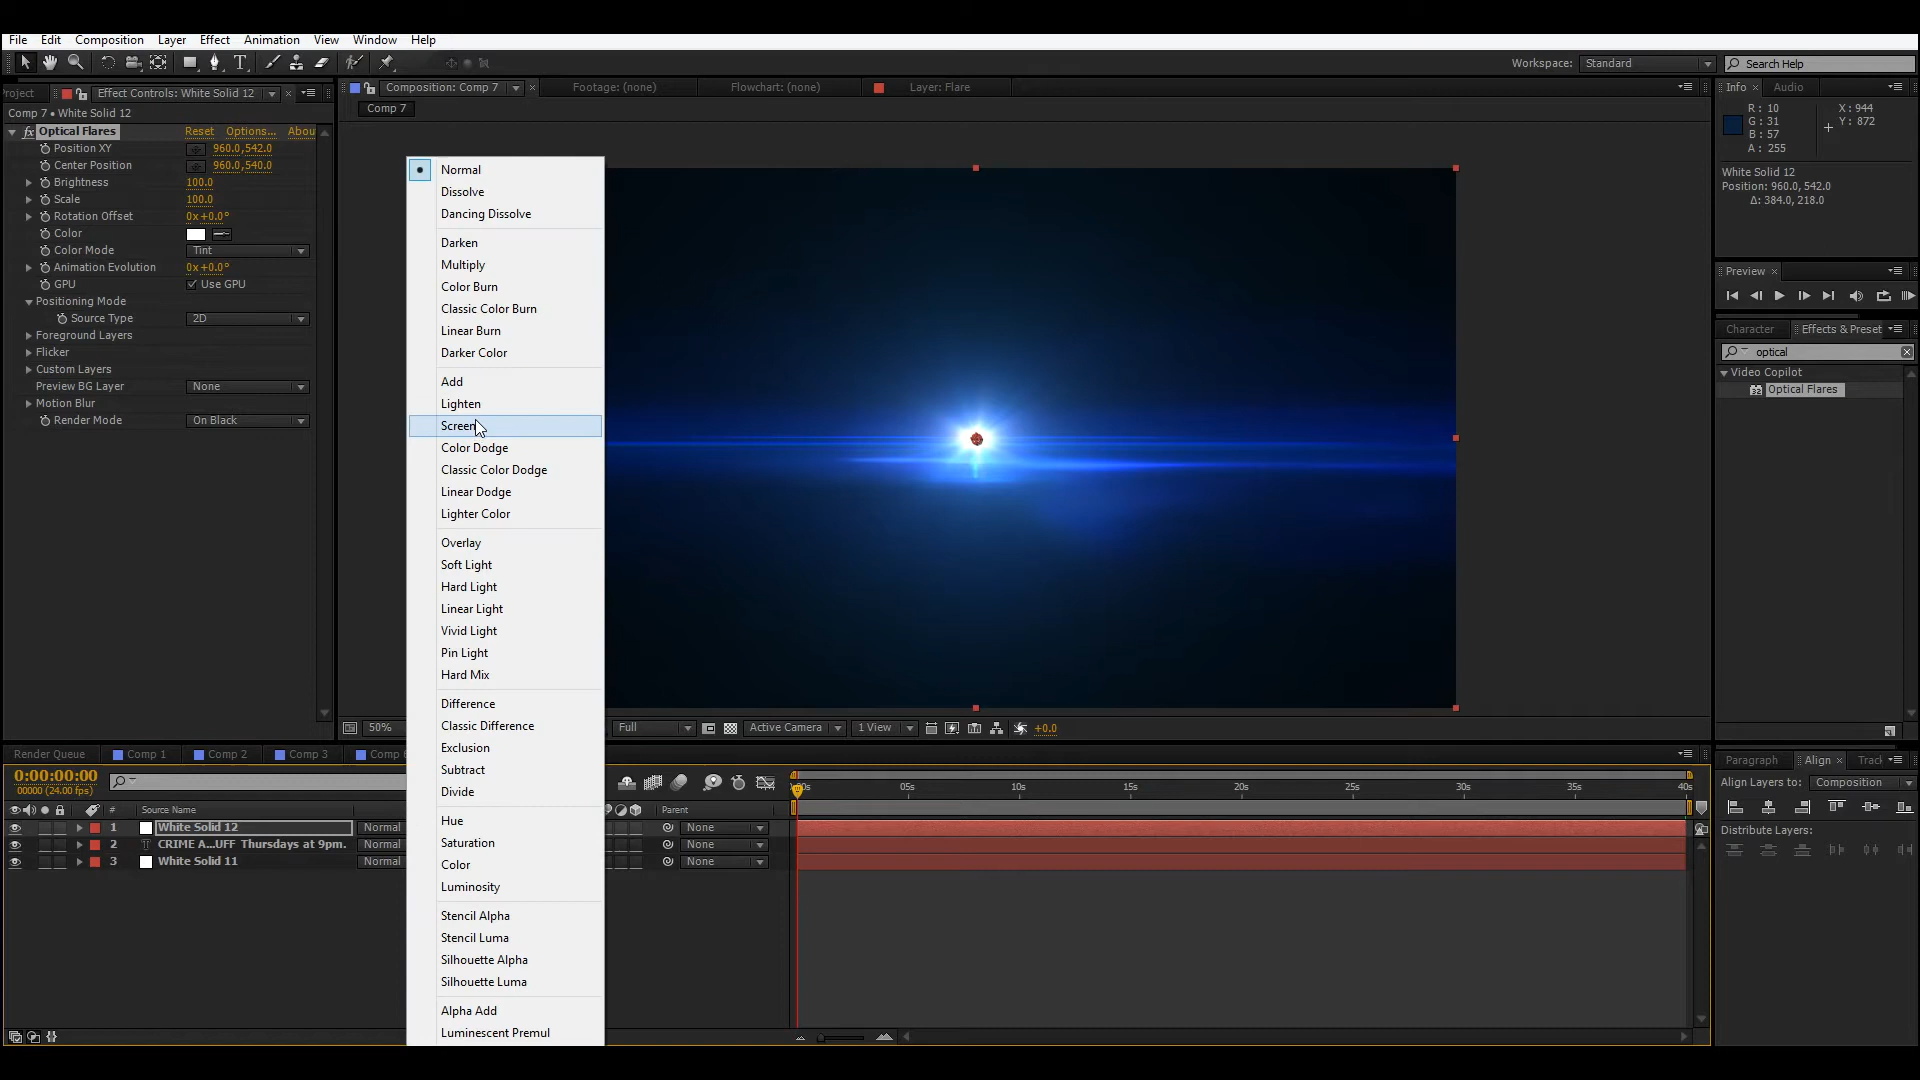 File Edit Composition Layer Effect Animation View Window Help
Workspace: Standard Search Help
Project Effect Controls: White Solid 12
Composition: Comp 7 Footage: (none) Flowchart: (none) Layer: Flare
Info Audio
Comp 7 • White Solid 12
Comp 7
R: 10
G: 31
B: 57
A: 255
X: 944
Y: 872
White Solid 12
Position: 960.0, 542.0
Δ: 384.0, 218.0
fx Optical Flares Reset Options... Abou
Position XY 960.0,542.0
Center Position 960.0,540.0
Brightness 100.0
Scale 100.0
Rotation Offset 0x+0.0°
Color
Color Mode Tint
Animation Evolution 0x+0.0°
GPU Use GPU
Positioning Mode
Source Type 2D
Foreground Layers
Flicker
Custom Layers
Preview BG Layer None
Motion Blur
Render Mode On Black
Normal
Dissolve
Dancing Dissolve
Darken
Multiply
Color Burn
Classic Color Burn
Linear Burn
Darker Color
Add
Lighten
Screen
Color Dodge
Classic Color Dodge
Linear Dodge
Lighter Color
Overlay
Soft Light
Hard Light
Linear Light
Vivid Light
Pin Light
Hard Mix
Difference
Classic Difference
Exclusion
Subtract
Divide
Hue
Saturation
Color
Luminosity
Stencil Alpha
Stencil Luma
Silhouette Alpha
Silhouette Luma
Alpha Add
Luminescent Premul
Preview
Character Effects & Preset
optical
Video Copilot
Optical Flares
50% Full Active Camera 1 View +0.0
Render Queue Comp 1 Comp 2 Comp 3 Comp
0:00:00:00
00000 (24.00 fps)
05s 10s 15s 20s 25s 30s 35s 40s
# Source Name Parent
1 White Solid 12 Normal None
2 CRIME A...UFF Thursdays at 9pm. Normal None
3 White Solid 11 Normal None
Paragraph Align Track
Align Layers to: Composition
Distribute Layers: